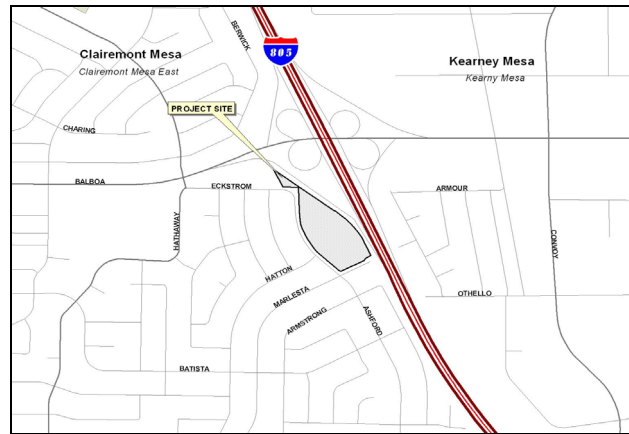 BERWICK
805
Clairemont Mesa
Clairemont Mesa East
Kearney Mesa
Kearny Mesa
PROJECT SITE
CHARING
BALBOA
ECKSTROM
ARMOUR
HATHAWAY
CONVOY
HATTON
MARLESTA
OTHELLO
ARMSTRONG
ASHFORD
BATISTA